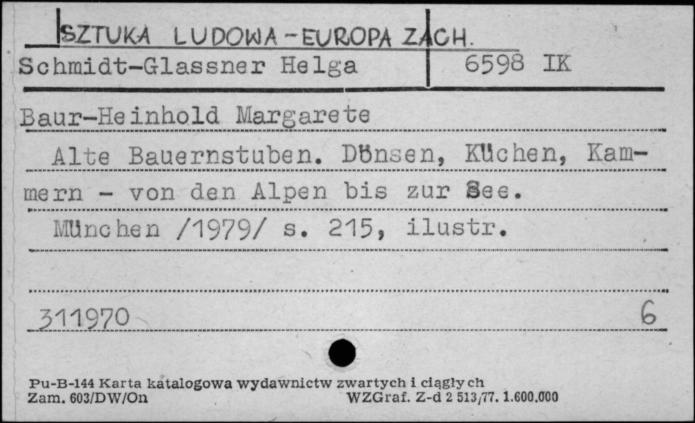 SZTUKA LUDOWA-EUROPA ZACH.
Schmidt-Glassner Helga 6598 IK
Baur-Heinhold Margarete
Alte Bauernstuben. Dönsen, Küchen, Kam-
mern - von den Alpen bis zur See.
München /1979/ s. 215, ilustr.
311970 6
Pu-B-144 Karta katalogowa wydawnictw zwartych i ciągłych
Zam. 603/DW/On WZGraf. Z-d 2 513/77. 1.600.000